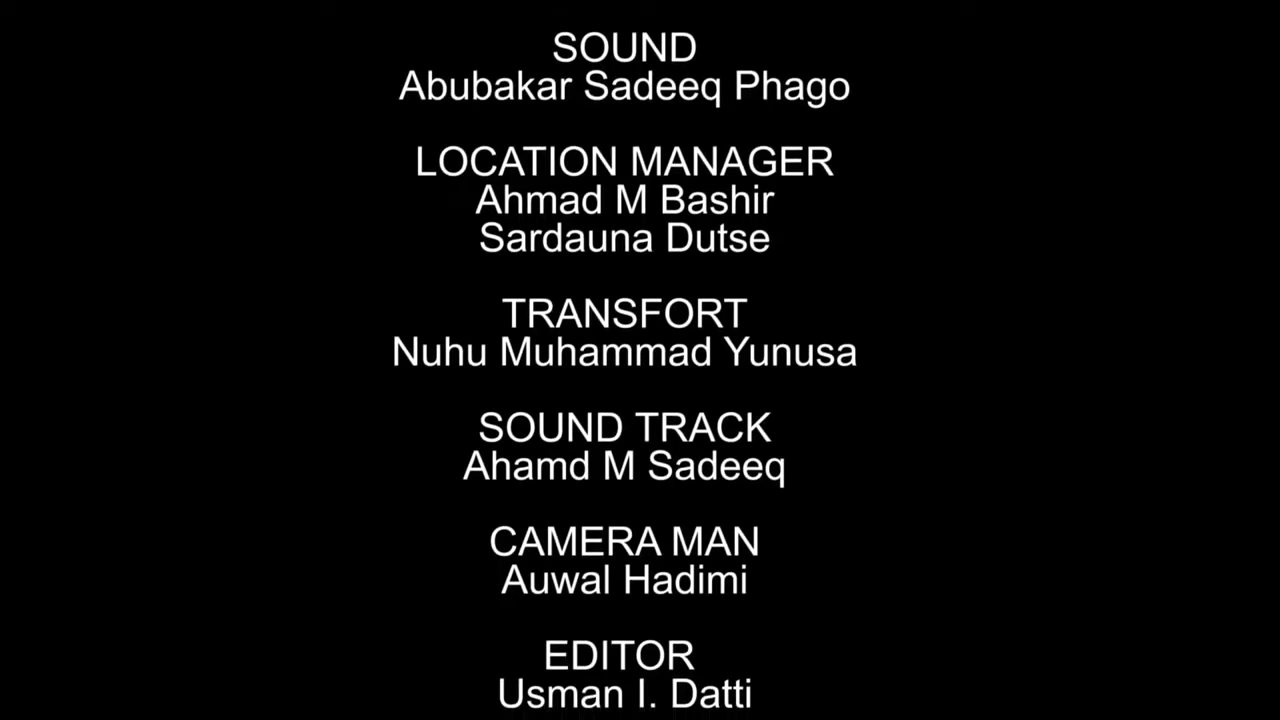 SOUND
Abubakar Sadeeq Phago
LOCATION MANAGER
Ahmad M Bashir
Sardauna Dutse
TRANSFORT
Nuhu Muhammad Yunusa
SOUND TRACK
Ahamd M Sadeeq
CAMERA MAN
Auwal Hadimi
EDITOR
Usman I. Datti